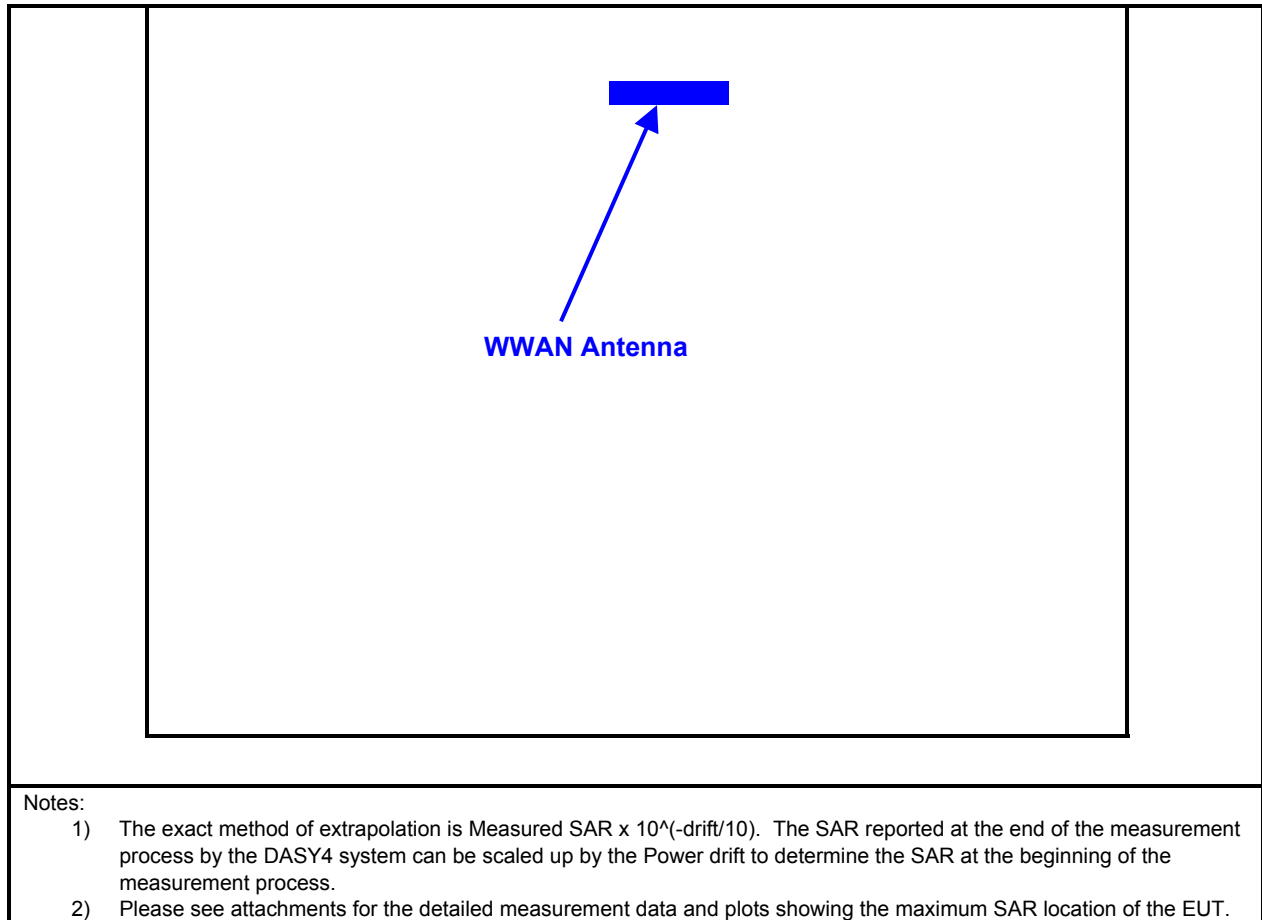 WWAN Antenna
Notes:
1) The exact method of extrapolation is Measured SAR x 10^(-drift/10). The SAR reported at the end of the measurement
process by the DASY4 system can be scaled up by the Power drift to determine the SAR at the beginning of the
measurement process.
2) Please see attachments for the detailed measurement data and plots showing the maximum SAR location of the EUT.